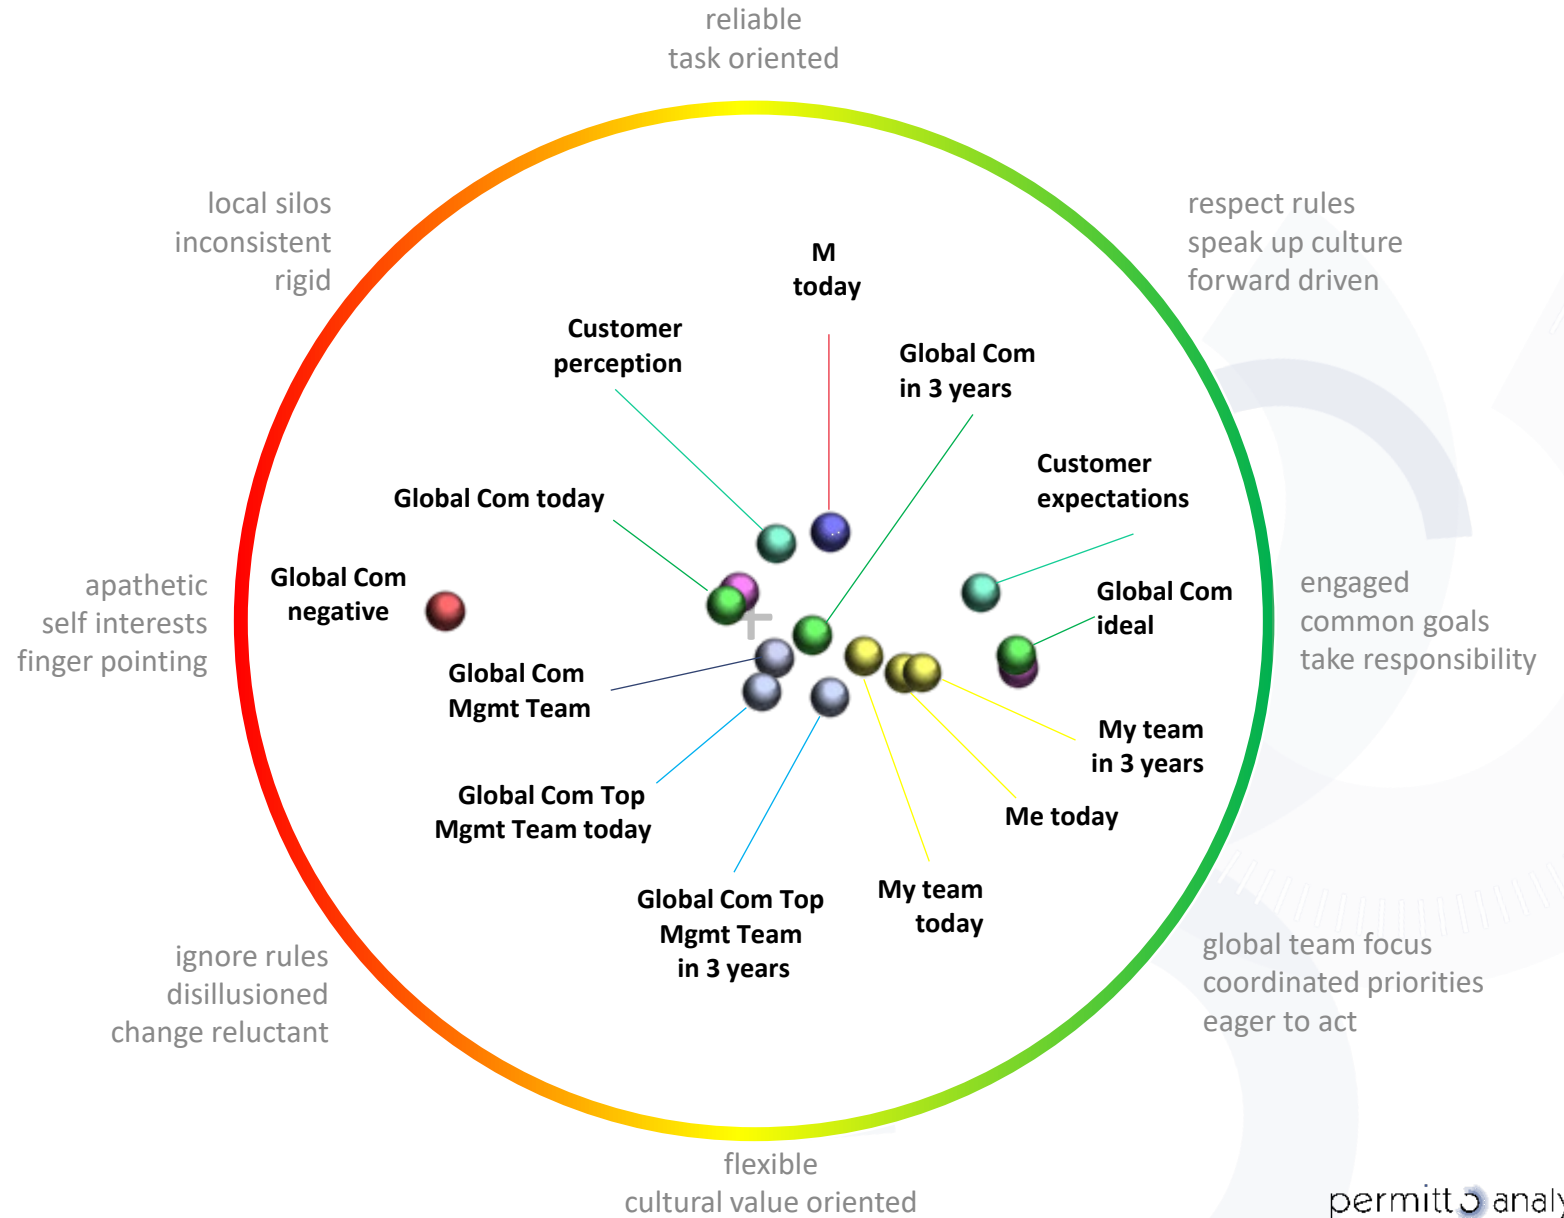 reliable
task oriented
local silos
inconsistent
rigid
respect rules
speak up culture
forward driven
M
today
Customer
perception
Global Com
in 3 years
Customer
expectations
Global Com today
Global Com
negative
apathetic
self interests
finger pointing
Global Com
ideal
engaged
common goals
take responsibility
Global Com
Mgmt Team
My team
in 3 years
Global Com Top
Mgmt Team today
Me today
Global Com Top
Mgmt Team
in 3 years
My team
today
ignore rules
disillusioned
change reluctant
global team focus
coordinated priorities
eager to act
flexible
cultural value oriented
permitto analy